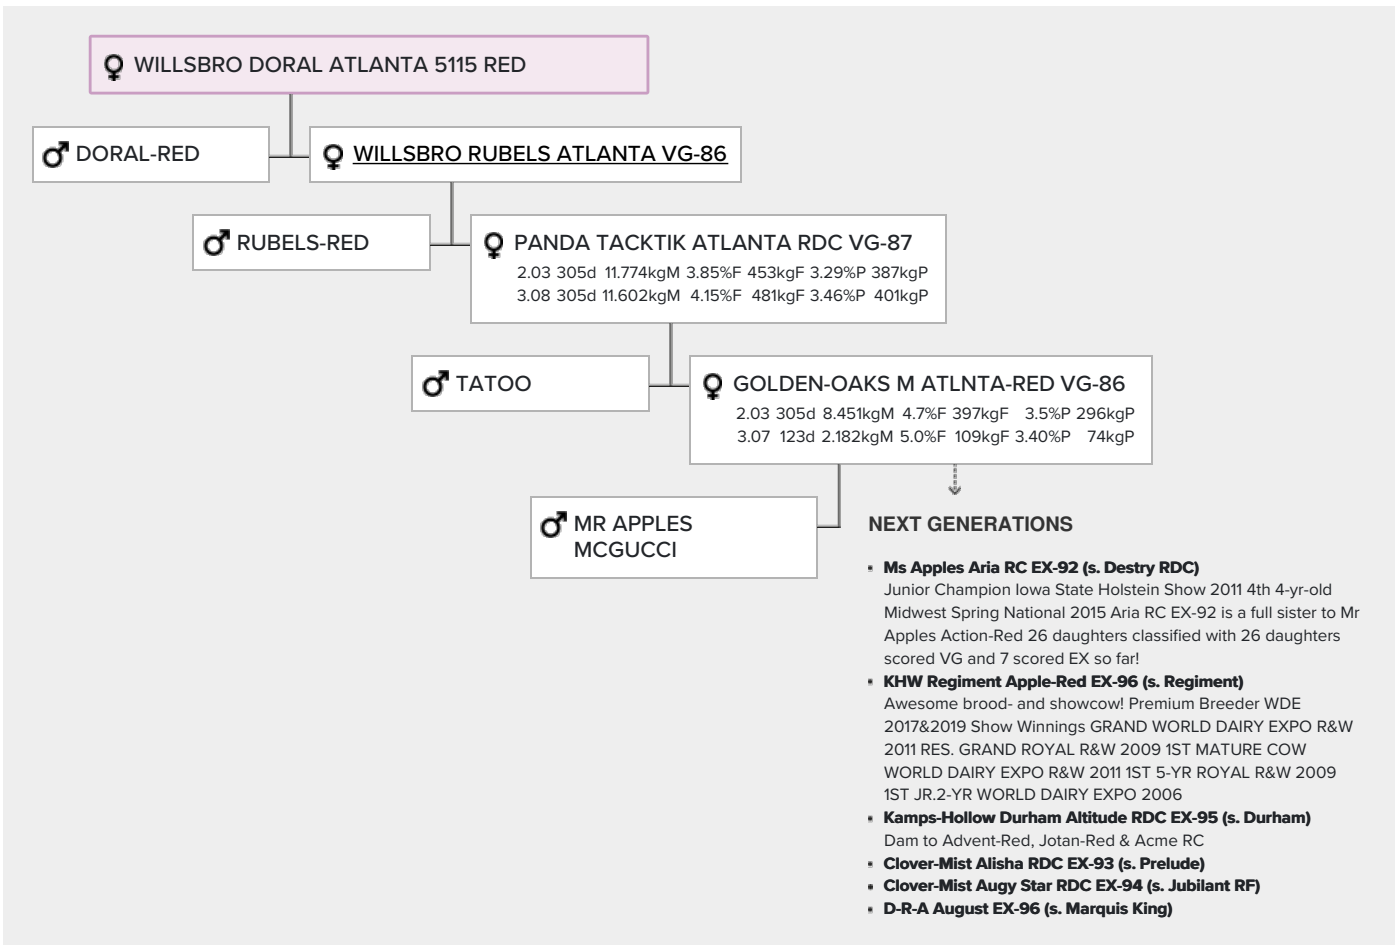 WILLSBRO DORAL ATLANTA 5115 RED
DORAL-RED
WILLSBRO RUBELS ATLANTA VG-86
RUBELS-RED
PANDA TACKTIK ATLANTA RDC VG-87
2.03 305d 11.774kgM 3.85%F 453kgF 3.29%P 387kgP
3.08 305d 11.602kgM 4.15%F 481kgF 3.46%P 401kgP
TATOO
GOLDEN-OAKS M ATLNTA-RED VG-86
2.03 305d 8.451kgM 4.7%F 397kgF 3.5%P 296kgP
3.07 123d 2.182kgM 5.0%F 109kgF 3.40%P 74kgP
MR APPLES
MCGUCCI
NEXT GENERATIONS
Ms Apples Aria RC EX-92 (s. Destry RDC)
Junior Champion Iowa State Holstein Show 2011 4th 4-yr-old
Midwest Spring National 2015 Aria RC EX-92 is a full sister to Mr
Apples Action-Red 26 daughters classified with 26 daughters
scored VG and 7 scored EX so far!
KHW Regiment Apple-Red EX-96 (s. Regiment)
Awesome brood- and showcow! Premium Breeder WDE
2017&2019 Show Winnings GRAND WORLD DAIRY EXPO R&W
2011 RES. GRAND ROYAL R&W 2009 1ST MATURE COW
WORLD DAIRY EXPO R&W 2011 1ST 5-YR ROYAL R&W 2009
1ST JR.2-YR WORLD DAIRY EXPO 2006
Kamps-Hollow Durham Altitude RDC EX-95 (s. Durham)
Dam to Advent-Red, Jotan-Red & Acme RC
Clover-Mist Alisha RDC EX-93 (s. Prelude)
Clover-Mist Augy Star RDC EX-94 (s. Jubilant RF)
D-R-A August EX-96 (s. Marquis King)